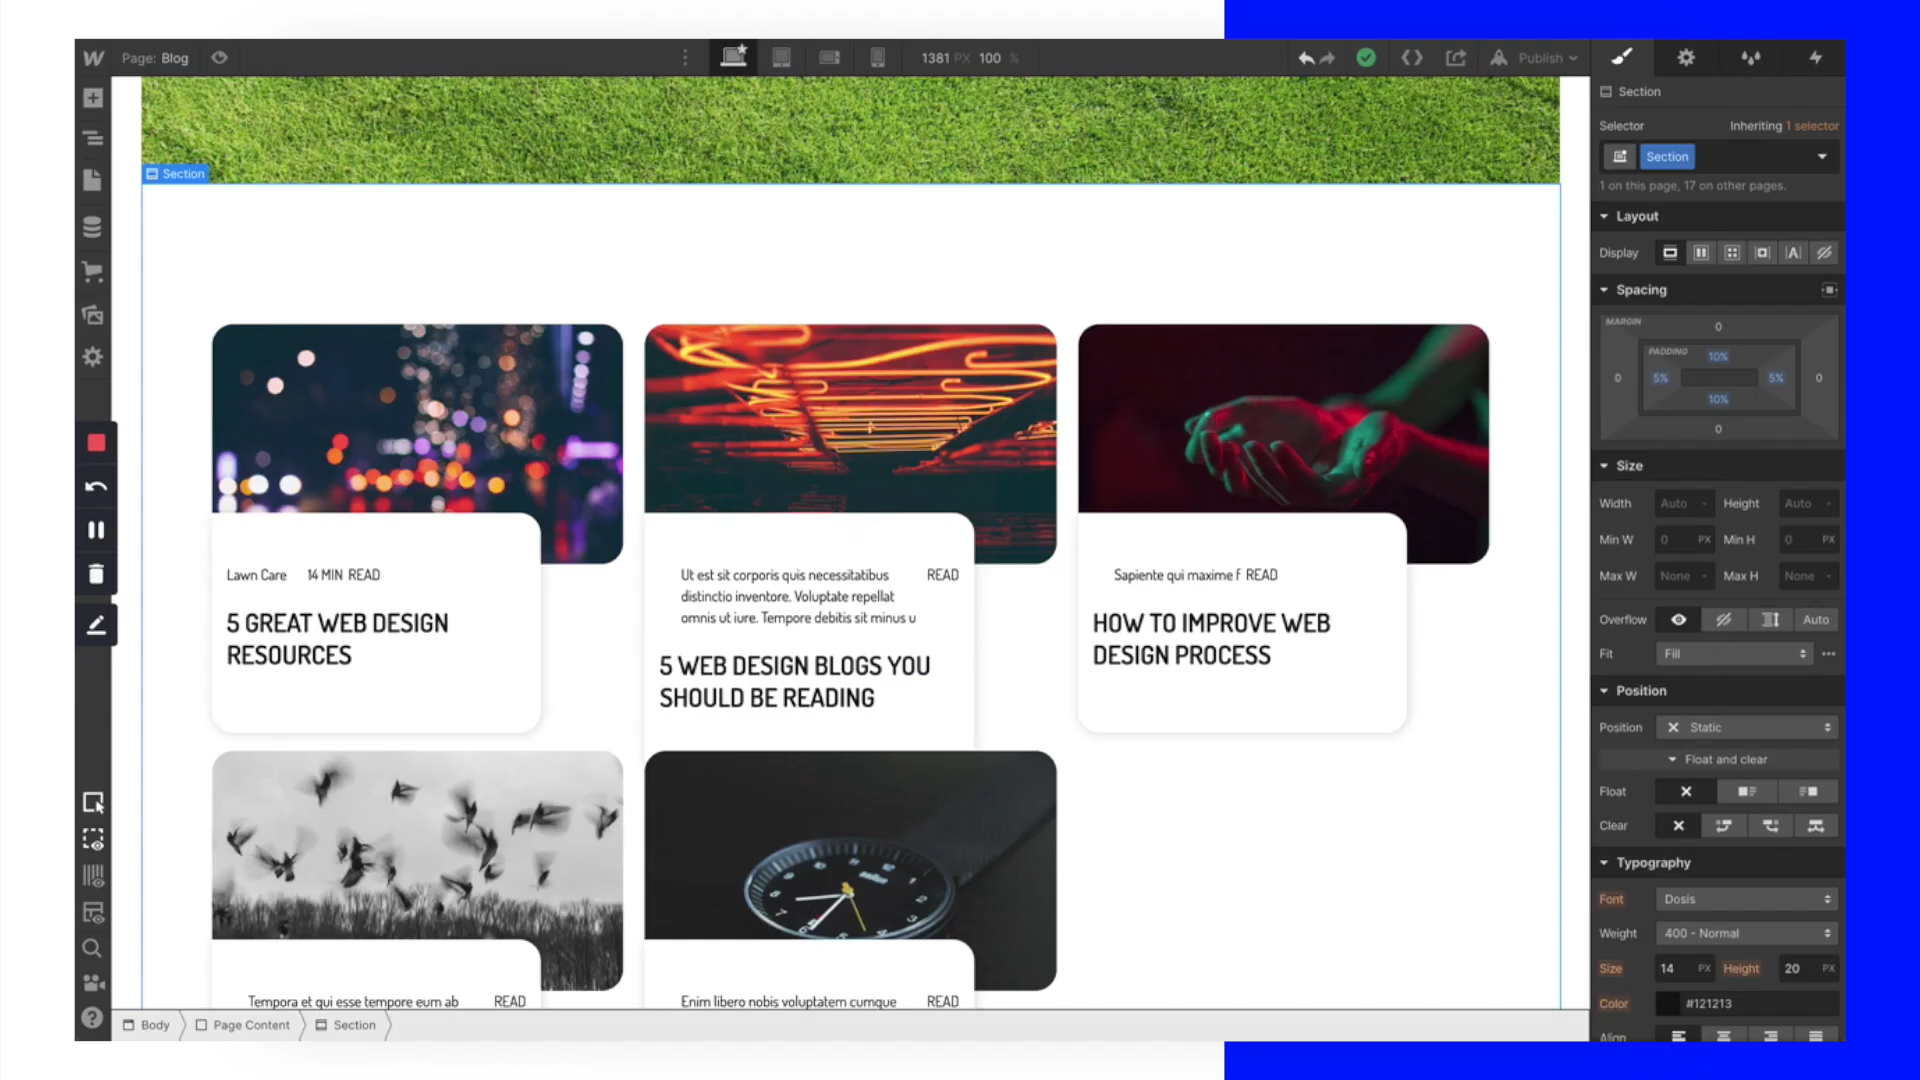 Page: Blog
1381 PX 100 %
Publish
Section
Section
Selector
Inheriting 1 selector
Section
1 on this page, 17 on other pages.
Layout
Display
Spacing
MARGIN
0
PADDING
10%
0
5%
5%
0
10%
0
Size
Width Auto - Height Auto -
Min W 0 PX Min H 0 PX
Max W None - Max H None -
Overflow Auto
Fit Fill
Position
Position Static
Float and clear
Float
Clear
Typography
Font Dosis
Weight 400 - Normal
Size 14 PX Height 20 PX
Color #121213
Align
Lawn Care 14 MIN READ
5 GREAT WEB DESIGN
RESOURCES
Ut est sit corporis quis necessitatibus READ
distinctio inventore. Voluptate repellat
omnis ut iure. Tempore debitis sit minus u
5 WEB DESIGN BLOGS YOU
SHOULD BE READING
Sapiente qui maxime f READ
HOW TO IMPROVE WEB
DESIGN PROCESS
Tempora et qui esse tempore eum ab READ
Enim libero nobis voluptatem cumque READ
Body Page Content Section